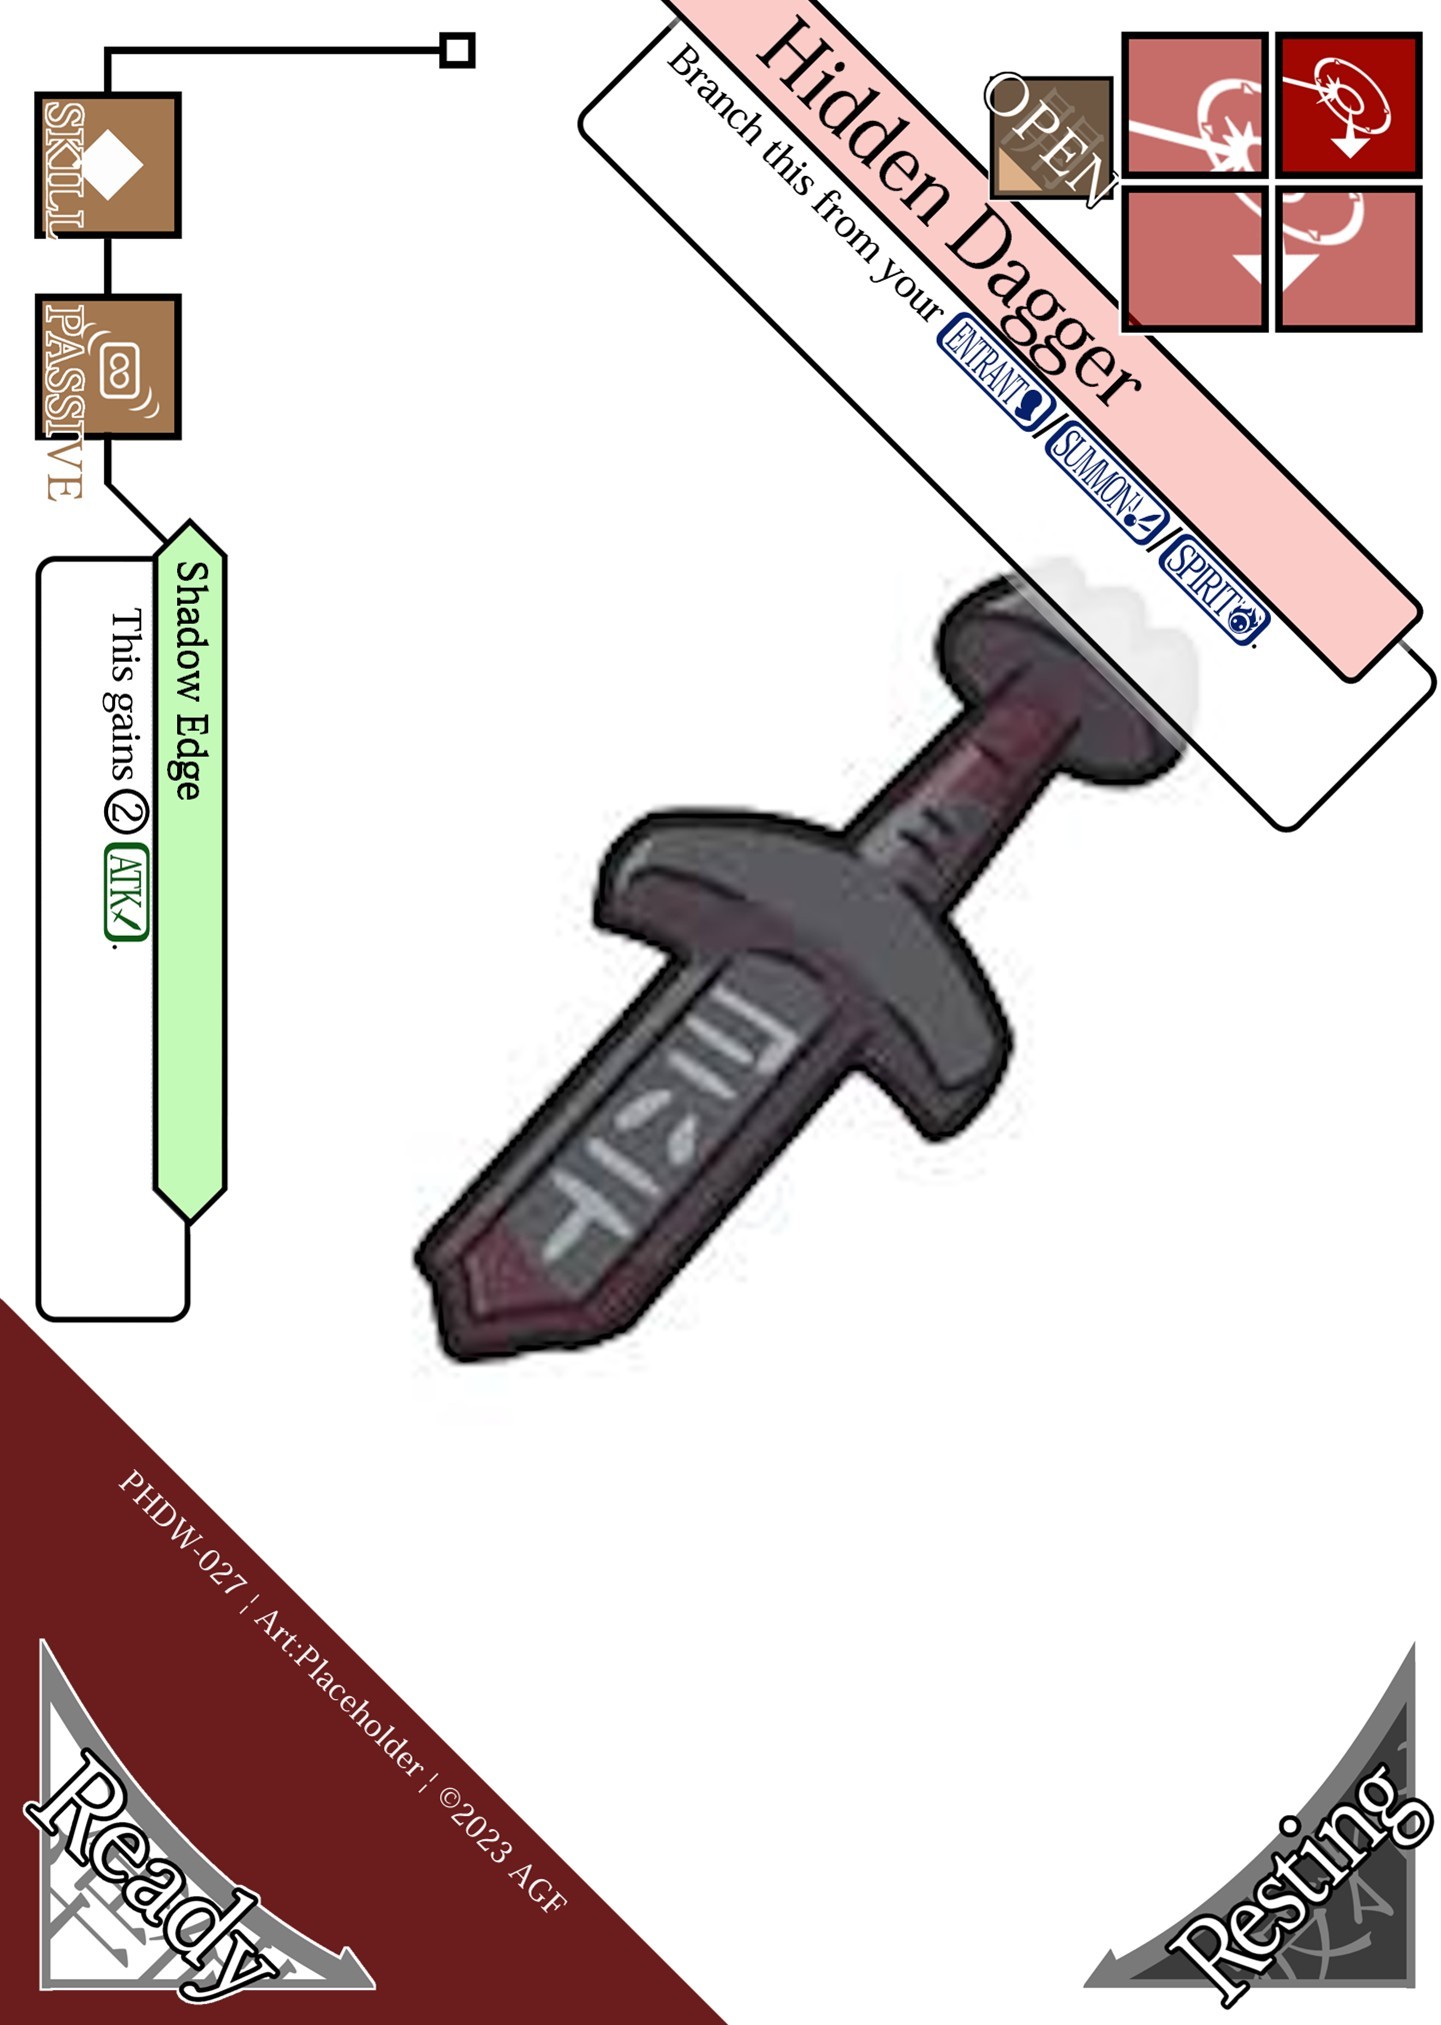 Hidden Dagger
OPEN
Branch this from your ENTRANT/SUMMON/SPIRIT.
SKILL
PASSIVE
Shadow Edge
This gains ② ATK.
PHDW-027 ¦ Art:Placeholder ¦ ©2023 AGF
Ready
Resting